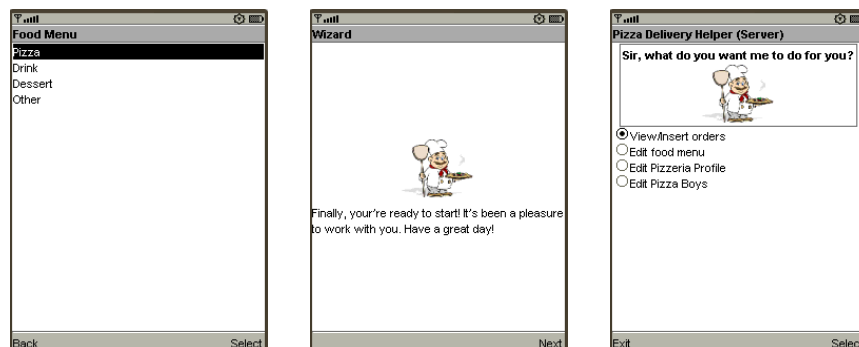 Food Menu
Pizza
Drink
Dessert
Other
Back Select
Wizard
Finally, your're ready to start! It's been a pleasure
to work with you. Have a great day!
Next
Pizza Delivery Helper (Server)
Sir, what do you want me to do for you?
View/Insert orders
Edit food menu
Edit Pizzeria Profile
Edit Pizza Boys
Exit Select